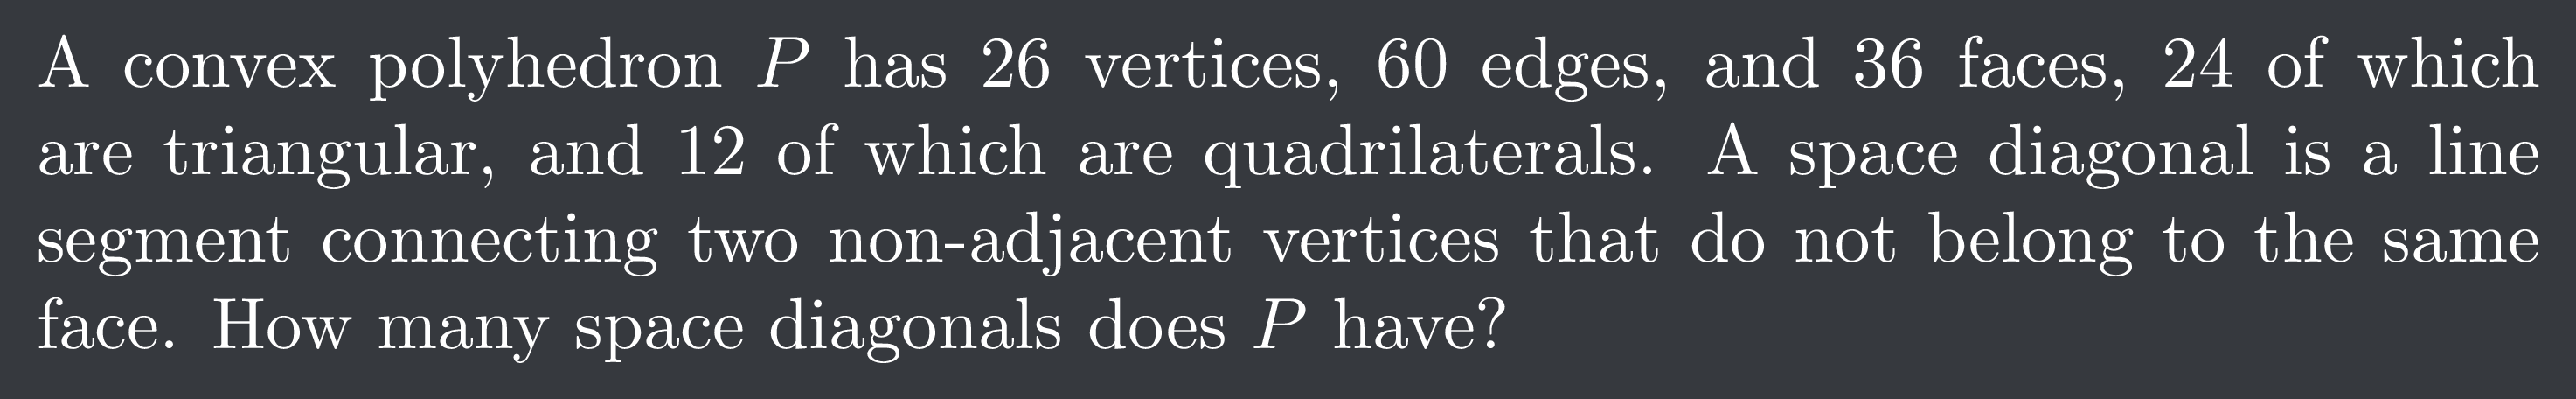 A convex polyhedron P has 26 vertices, 60 edges, and 36 faces, 24 of which
are triangular, and 12 of which are quadrilaterals. A space diagonal is a line
segment connecting two non-adjacent vertices that do not belong to the same
face. How many space diagonals does P have?